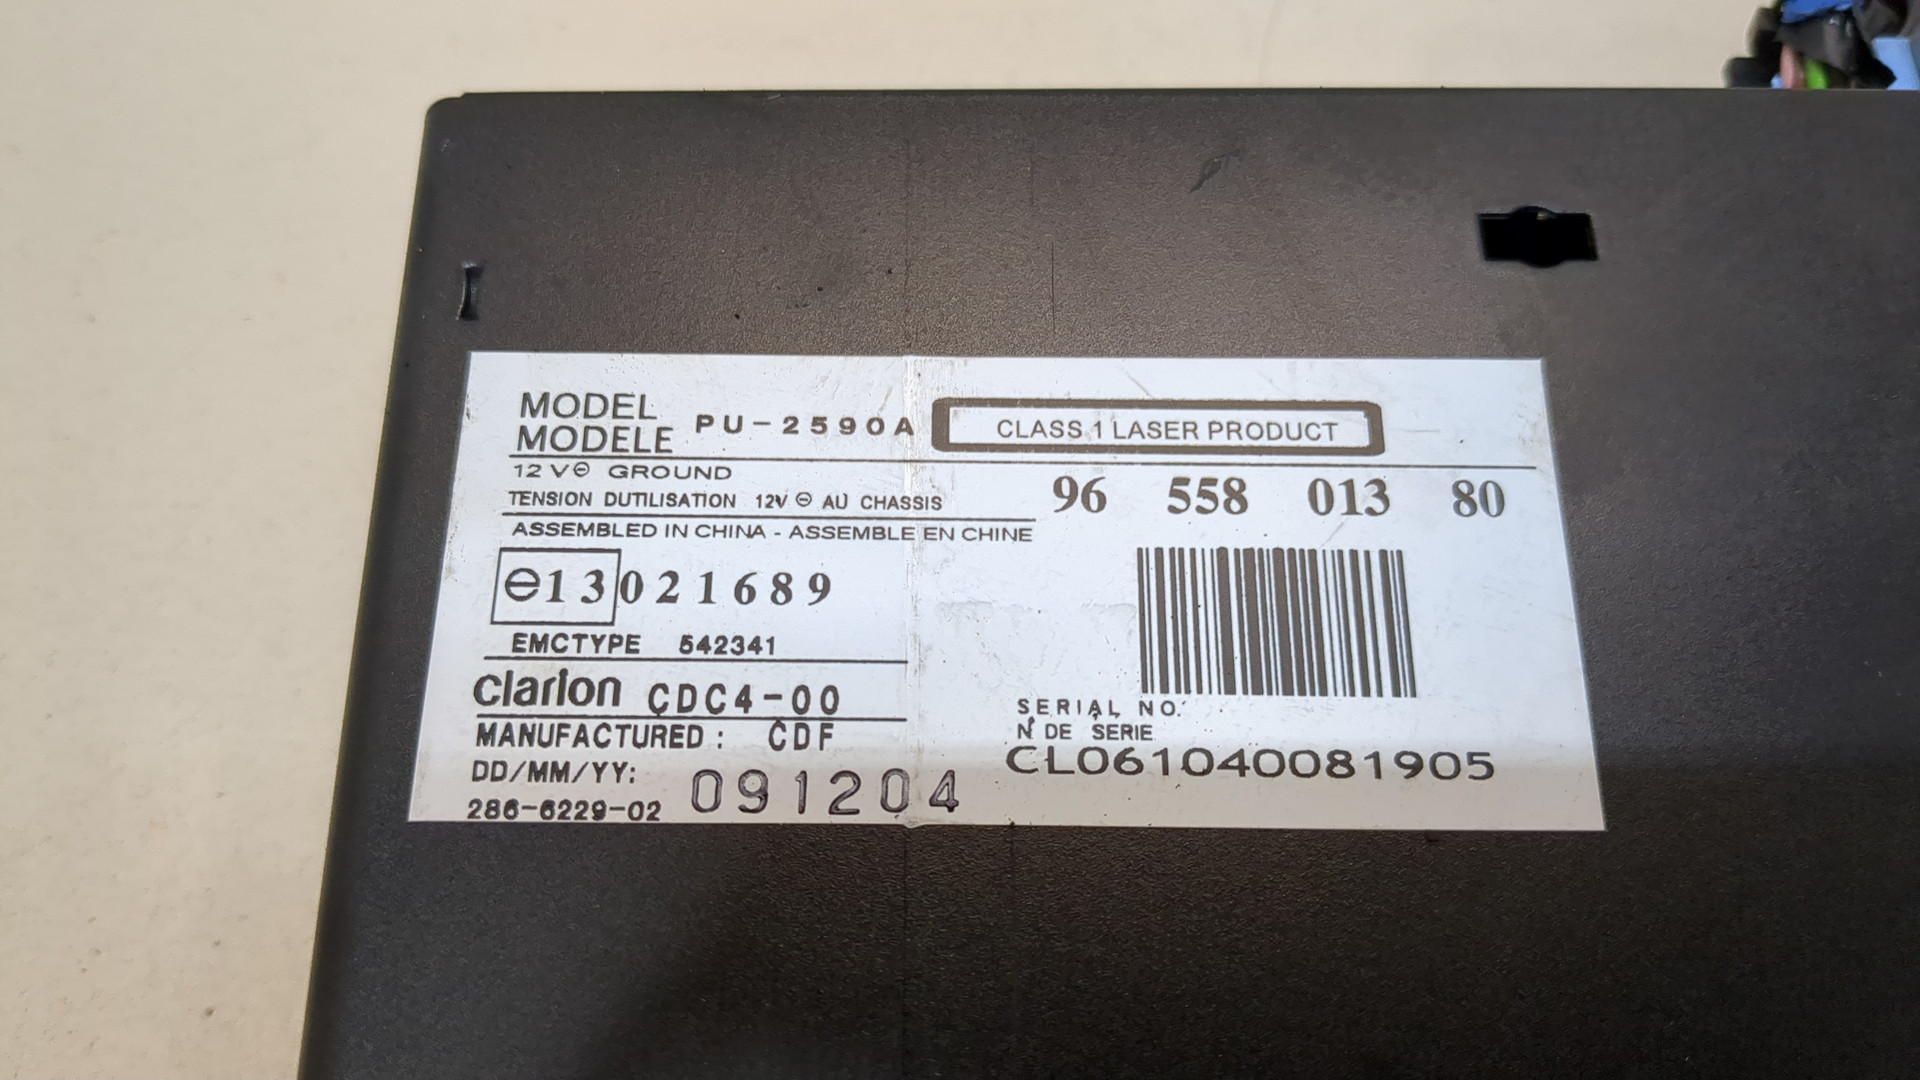 MODEL
MODELE PU-2590A CLASS 1 LASER PRODUCT
12 V⊖ GROUND
TENSION DUTILISATION 12V ⊖ AU CHASSIS
96 558 013 80
ASSEMBLED IN CHINA - ASSEMBLE EN CHINE
e13 021689
EMCTYPE 542341
clarion CDC4-00
MANUFACTURED: CDF
DD/MM/YY: 091204
286-6229-02
SERIAL NO.
N° DE SERIE
CL061040081905